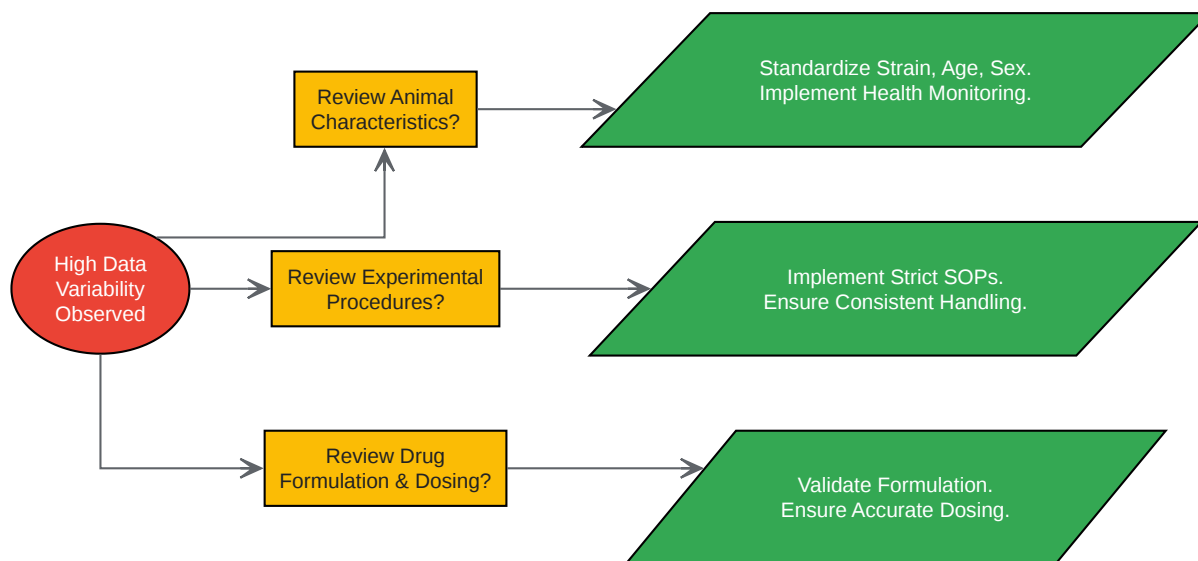 High Data
Variability
Observed
Review Animal
Characteristics?
Standardize Strain, Age, Sex.
Implement Health Monitoring.
Review Experimental
Procedures?
Implement Strict SOPs.
Ensure Consistent Handling.
Review Drug
Formulation & Dosing?
Validate Formulation.
Ensure Accurate Dosing.